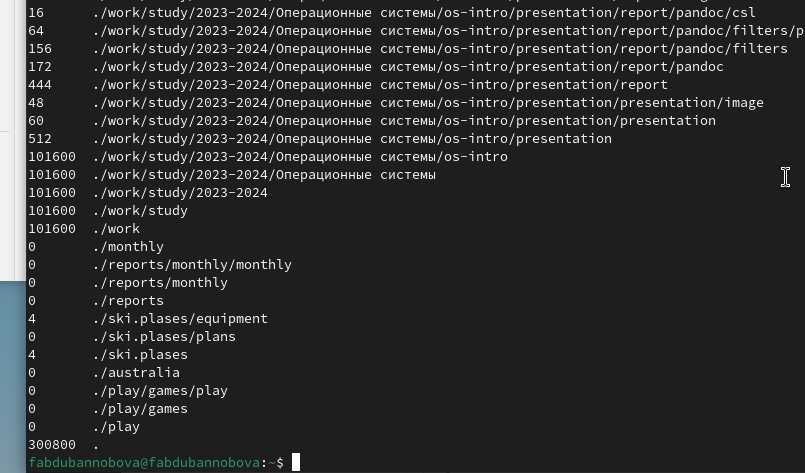 16 ./work/study/2023-2024/Операционные системы/os-intro/presentation/report/pandoc/csl
64 ./work/study/2023-2024/Операционные системы/os-intro/presentation/report/pandoc/filters/p
156 ./work/study/2023-2024/Операционные системы/os-intro/presentation/report/pandoc/filters
172 ./work/study/2023-2024/Операционные системы/os-intro/presentation/report/pandoc
444 ./work/study/2023-2024/Операционные системы/os-intro/presentation/report
48 ./work/study/2023-2024/Операционные системы/os-intro/presentation/presentation/image
60 ./work/study/2023-2024/Операционные системы/os-intro/presentation/presentation
512 ./work/study/2023-2024/Операционные системы/os-intro/presentation
101600 ./work/study/2023-2024/Операционные системы/os-intro
101600 ./work/study/2023-2024/Операционные системы
101600 ./work/study/2023-2024
101600 ./work/study
101600 ./work
0 ./monthly
0 ./reports/monthly/monthly
0 ./reports/monthly
0 ./reports
4 ./ski.plases/equipment
0 ./ski.plases/plans
4 ./ski.plases
0 ./australia
0 ./play/games/play
0 ./play/games
0 ./play
300800 .
fabdubannobova@fabdubannobova:~$